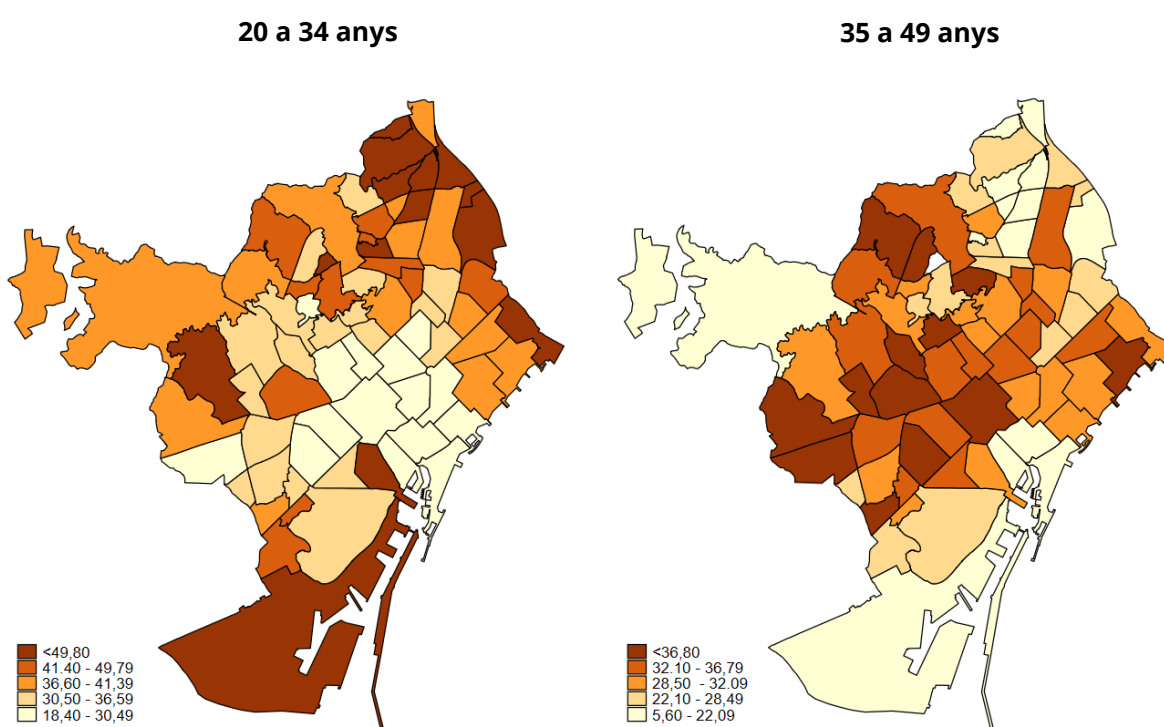 20 a 34 anys
35 a 49 anys
<49,80
41.40 - 49,79
36,60 - 41,39
30,50 - 36,59
18,40 - 30,49
<36,80
32.10 - 36,79
28,50 - 32.09
22,10 - 28,49
5,60 - 22,09